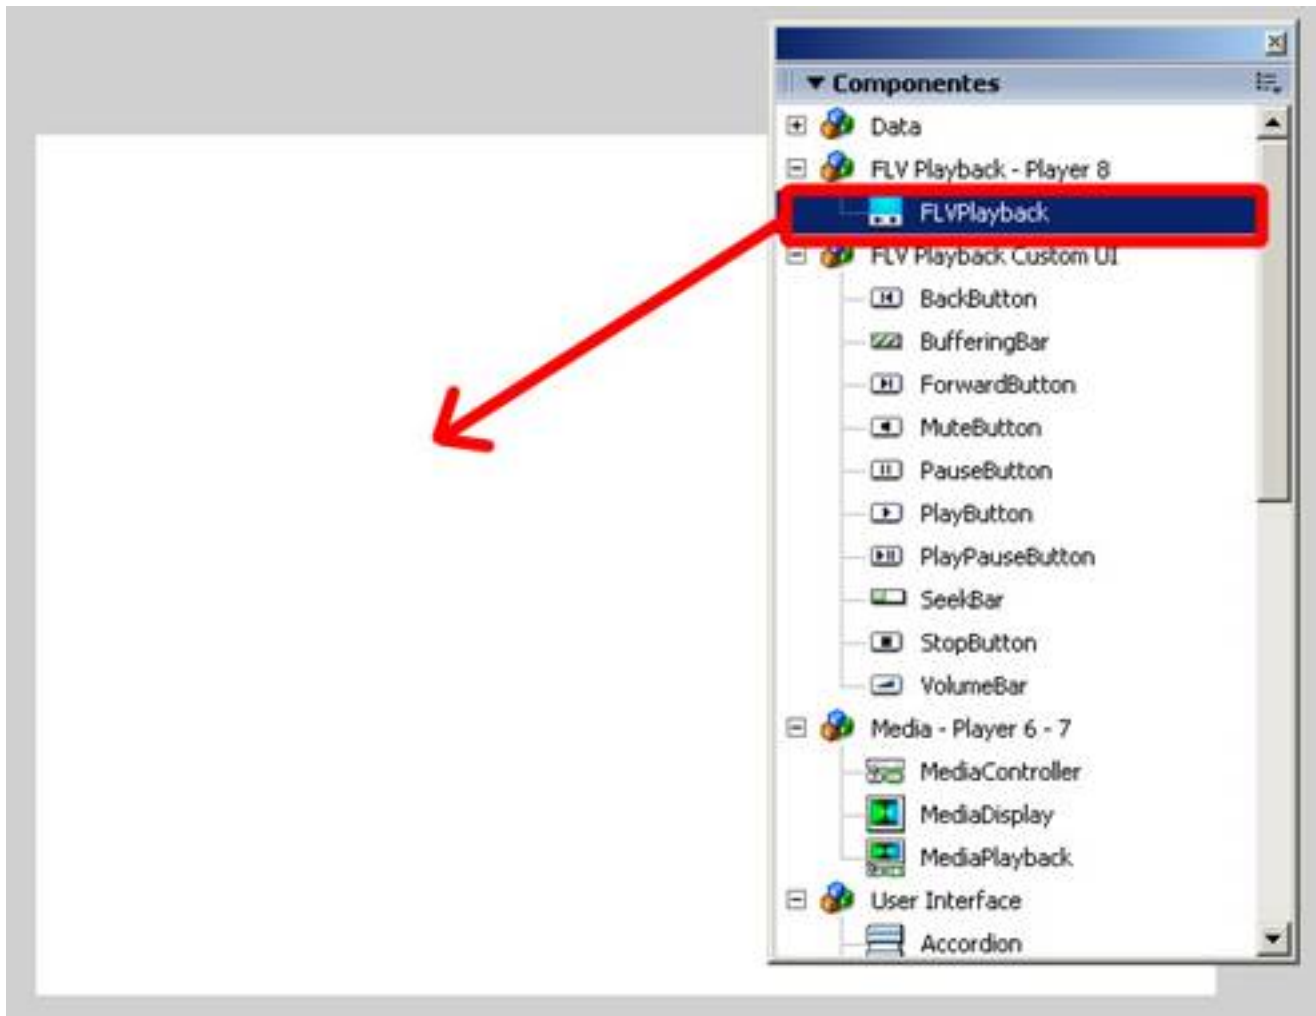 Componentes
Data
FLV Playback - Player 8
FLVPlayback
FLV Playback Custom UI
BackButton
BufferingBar
ForwardButton
MuteButton
PauseButton
PlayButton
PlayPauseButton
SeekBar
StopButton
VolumeBar
Media - Player 6 - 7
MediaController
MediaDisplay
MediaPlayback
User Interface
Accordion